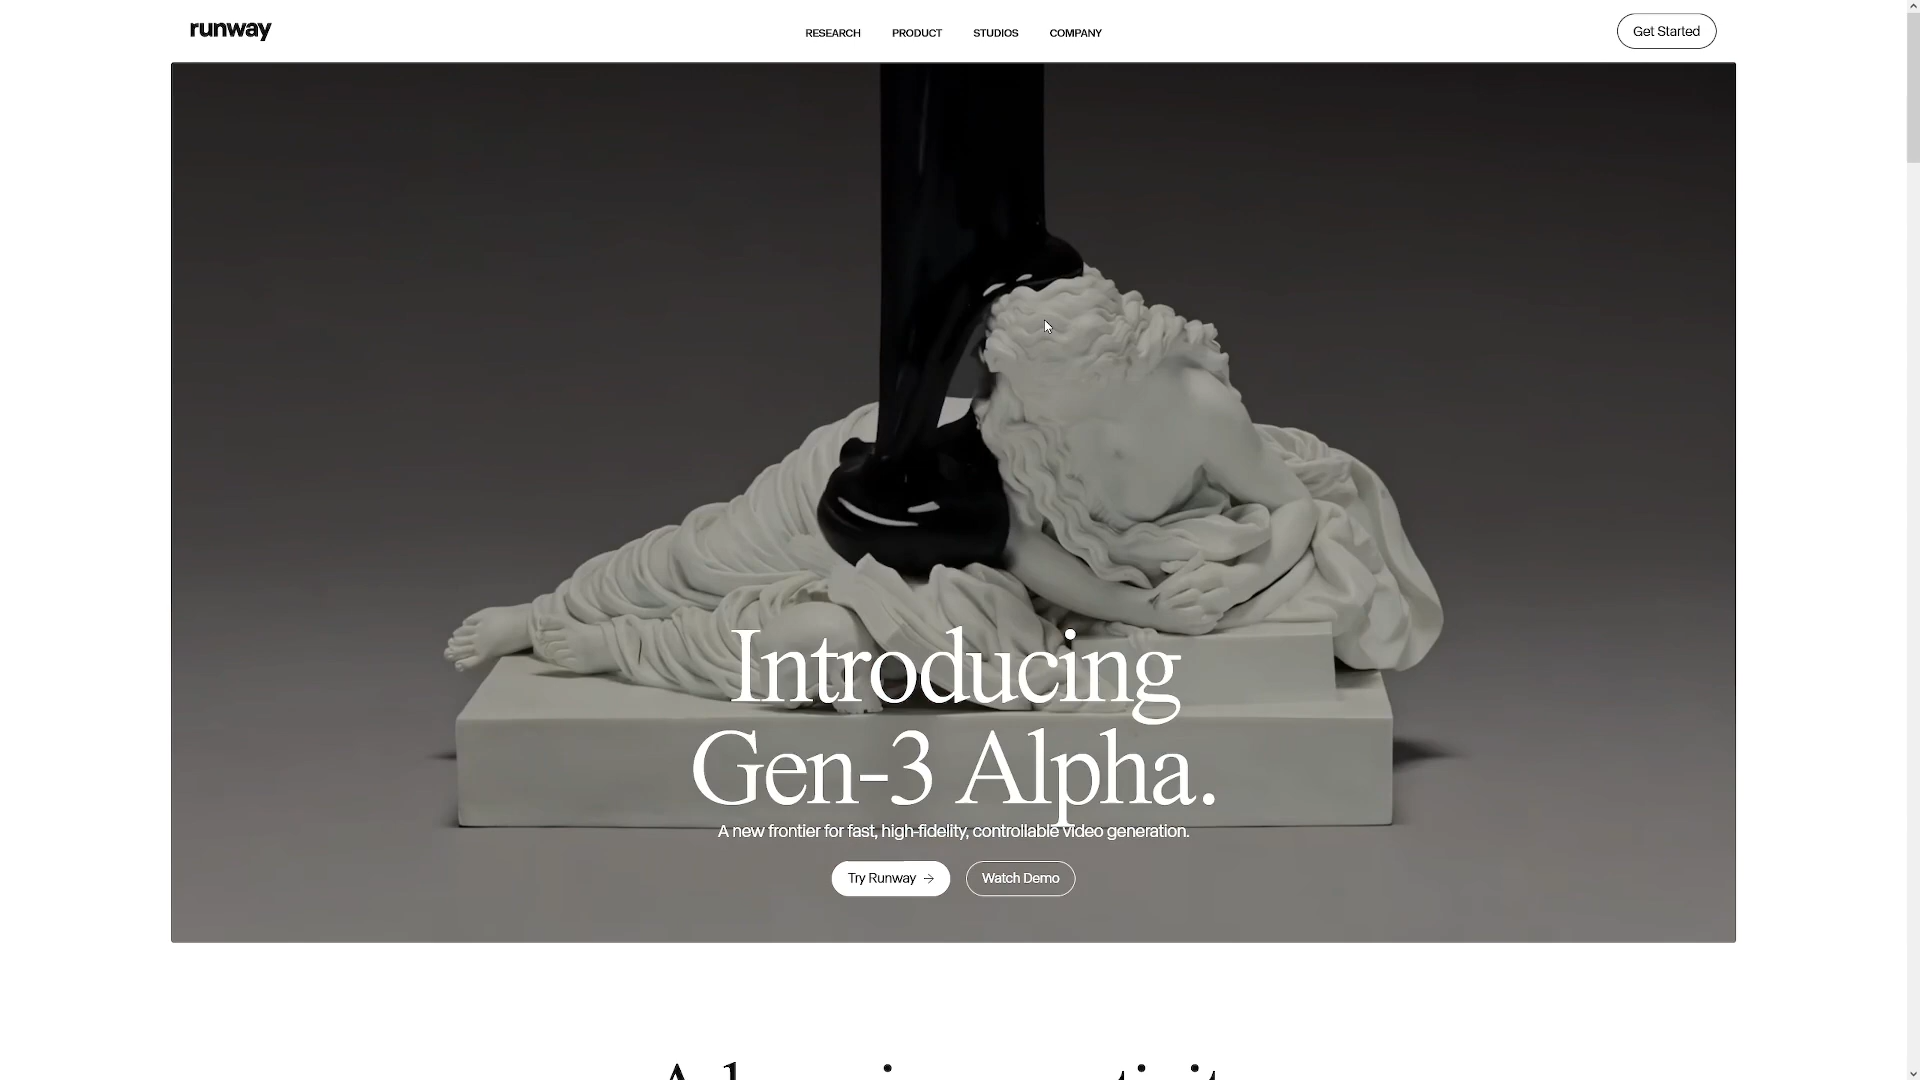 runway
RESEARCH
PRODUCT
STUDIOS
COMPANY
Get Started
Introducing
Gen-3 Alpha.
A new frontier for fast, high-fidelity, controllable video generation.
Try Runway →
Watch Demo